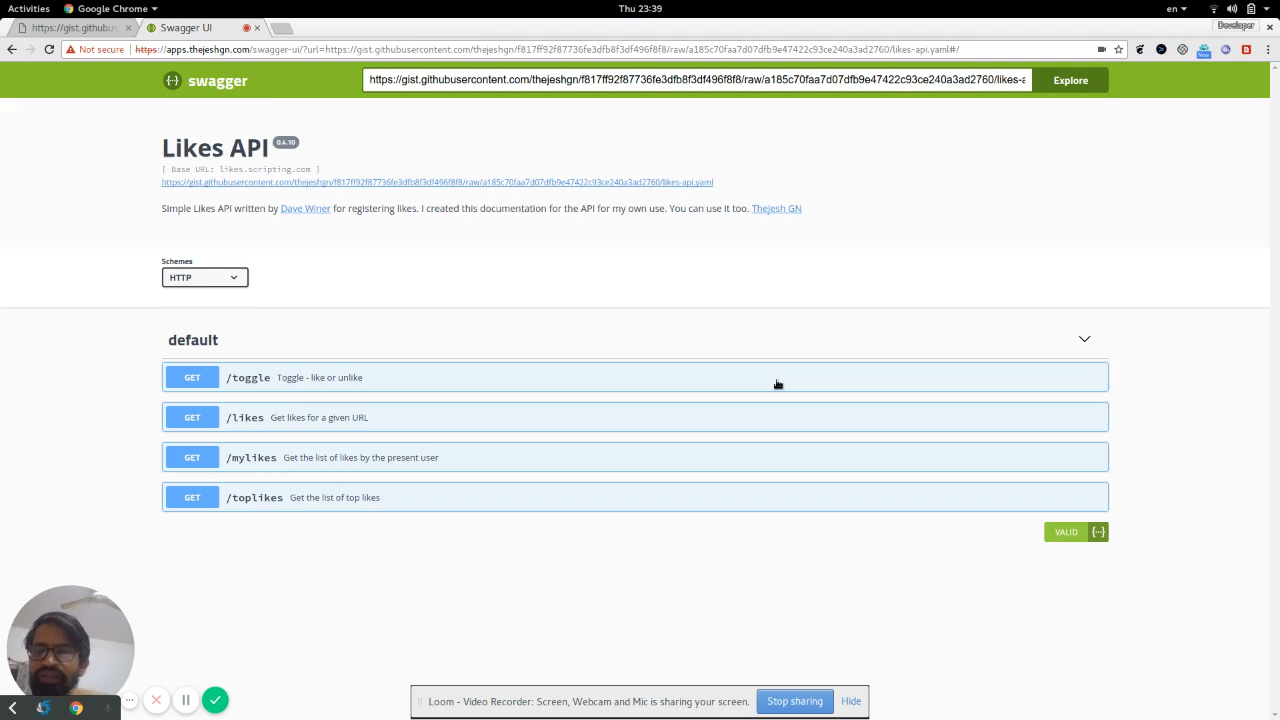 Activities Google Chrome ▾ Thu 23:39 en ▾
https://gist.githubusercon × Swagger UI × Developer ×
Not secure https://apps.thejeshgn.com/swagger-ui/?url=https://gist.githubusercontent.com/thejeshgn/f817ff92f87736fe3dfb8f3df496f8f8/raw/a185c70faa7d07dfb9e47422c93ce240a3ad2760/likes-api.yaml#/
swagger https://gist.githubusercontent.com/thejeshgn/f817ff92f87736fe3dfb8f3df496f8f8/raw/a185c70faa7d07dfb9e47422c93ce240a3ad2760/likes-a Explore
Likes API 0.4.10
[ Base URL: likes.scripting.com ]
https://gist.githubusercontent.com/thejeshgn/f817ff92f87736fe3dfb8f3df496f8f8/raw/a185c70faa7d07dfb9e47422c93ce240a3ad2760/likes-api.yaml
Simple Likes API written by Dave Winer for registering likes. I created this documentation for the API for my own use. You can use it too. Thejesh GN
Schemes
HTTP
default
GET /toggle Toggle - like or unlike
GET /likes Get likes for a given URL
GET /mylikes Get the list of likes by the present user
GET /toplikes Get the list of top likes
VALID {···}
Loom - Video Recorder: Screen, Webcam and Mic is sharing your screen. Stop sharing Hide